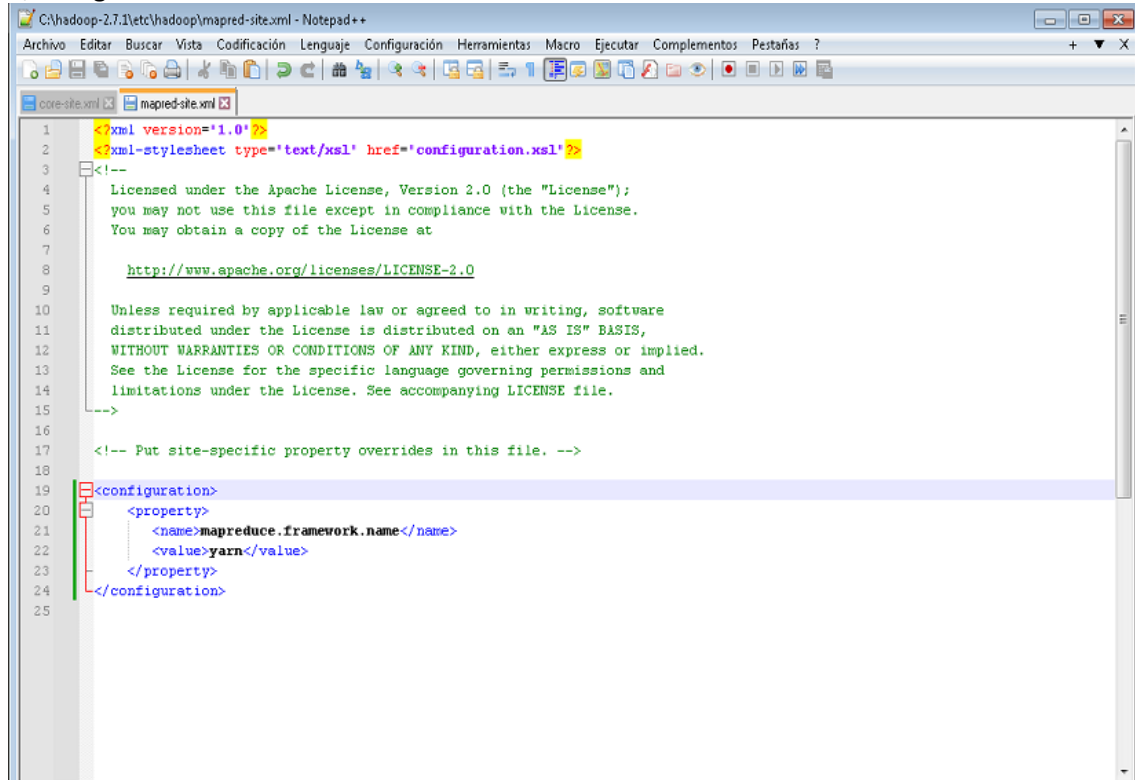 C:\hadoop-2.7.1\etc\hadoop\mapred-site.xml - Notepad++
Archivo Editar Buscar Vista Codificación Lenguaje Configuración Herramientas Macro Ejecutar Complementos Pestañas ? + ▼ X
core-site.xml mapred-site.xml
1 <?xml version="1.0"?>
2 <?xml-stylesheet type="text/xsl" href="configuration.xsl"?>
3 <!--
4 Licensed under the Apache License, Version 2.0 (the "License");
5 you may not use this file except in compliance with the License.
6 You may obtain a copy of the License at
7
8 http://www.apache.org/licenses/LICENSE-2.0
9
10 Unless required by applicable law or agreed to in writing, software
11 distributed under the License is distributed on an "AS IS" BASIS,
12 WITHOUT WARRANTIES OR CONDITIONS OF ANY KIND, either express or implied.
13 See the License for the specific language governing permissions and
14 limitations under the License. See accompanying LICENSE file.
15 -->
16
17 <!-- Put site-specific property overrides in this file. -->
18
19 <configuration>
20 <property>
21 <name>mapreduce.framework.name</name>
22 <value>yarn</value>
23 </property>
24 </configuration>
25